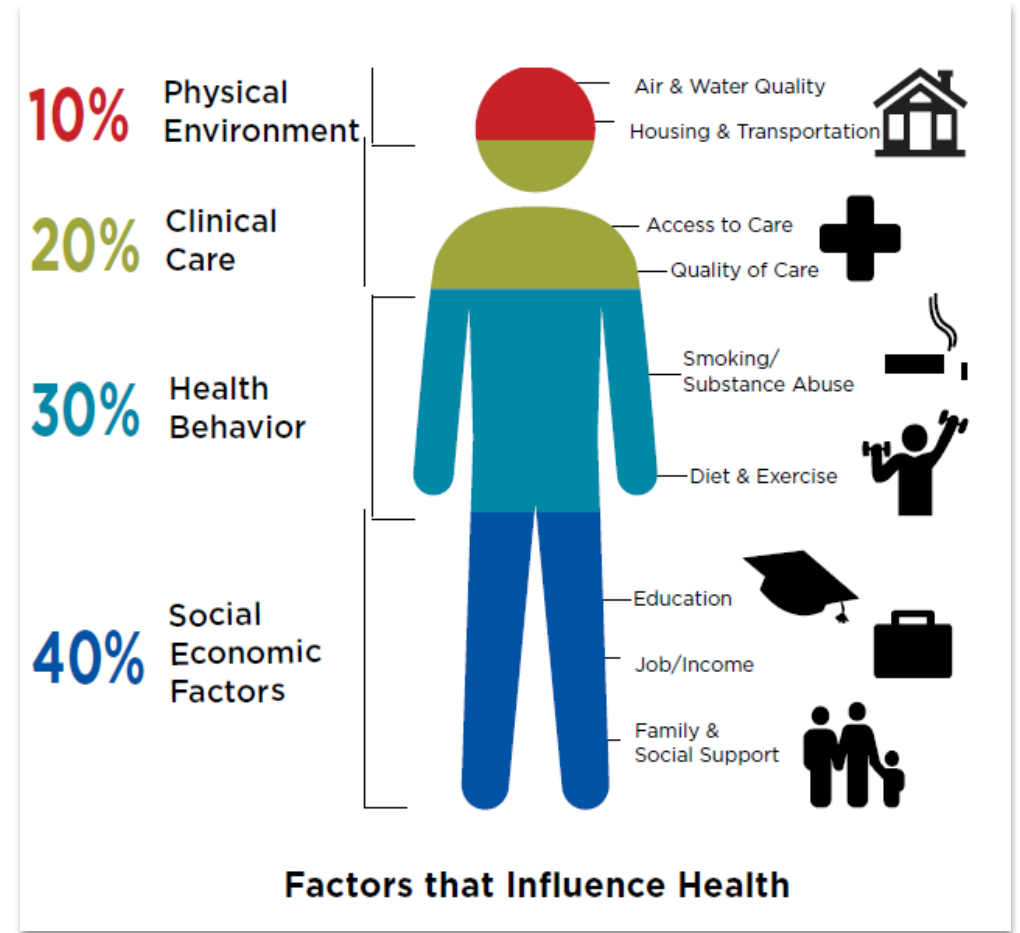 10%
Physical
Environment
Air & Water Quality
Housing & Transportation
20%
Clinical
Care
Access to Care
Quality of Care
30%
Health
Behavior
Smoking/
Substance Abuse
Diet & Exercise
40%
Social
Economic
Factors
Education
Job/Income
Family &
Social Support
Factors that Influence Health